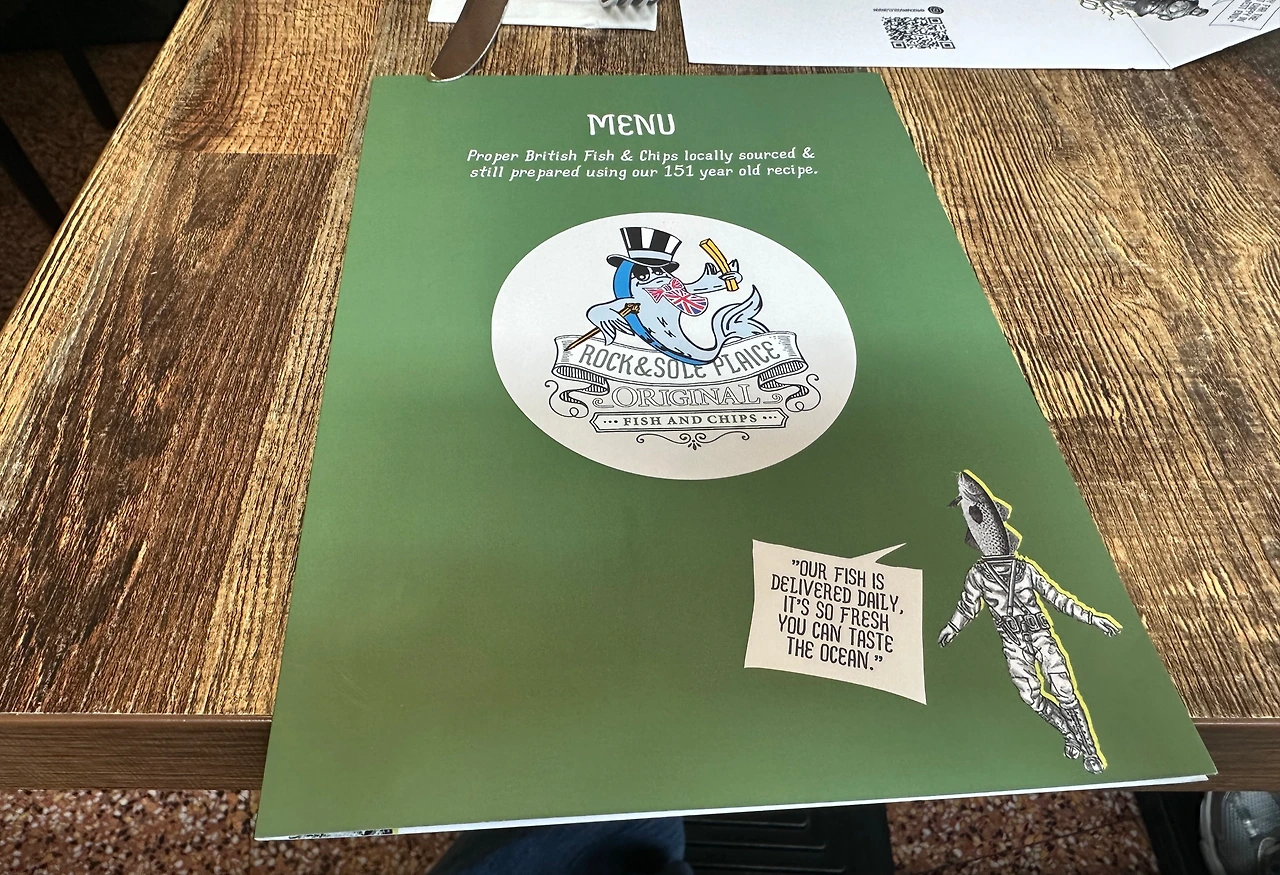 MENU
Proper British Fish & Chips locally sourced &
still prepared using our 151 year old recipe.
ROCK & SOLE PLAICE
ORIGINAL
FISH AND CHIPS
"OUR FISH IS
DELIVERED DAILY,
IT'S SO FRESH
YOU CAN TASTE
THE OCEAN."